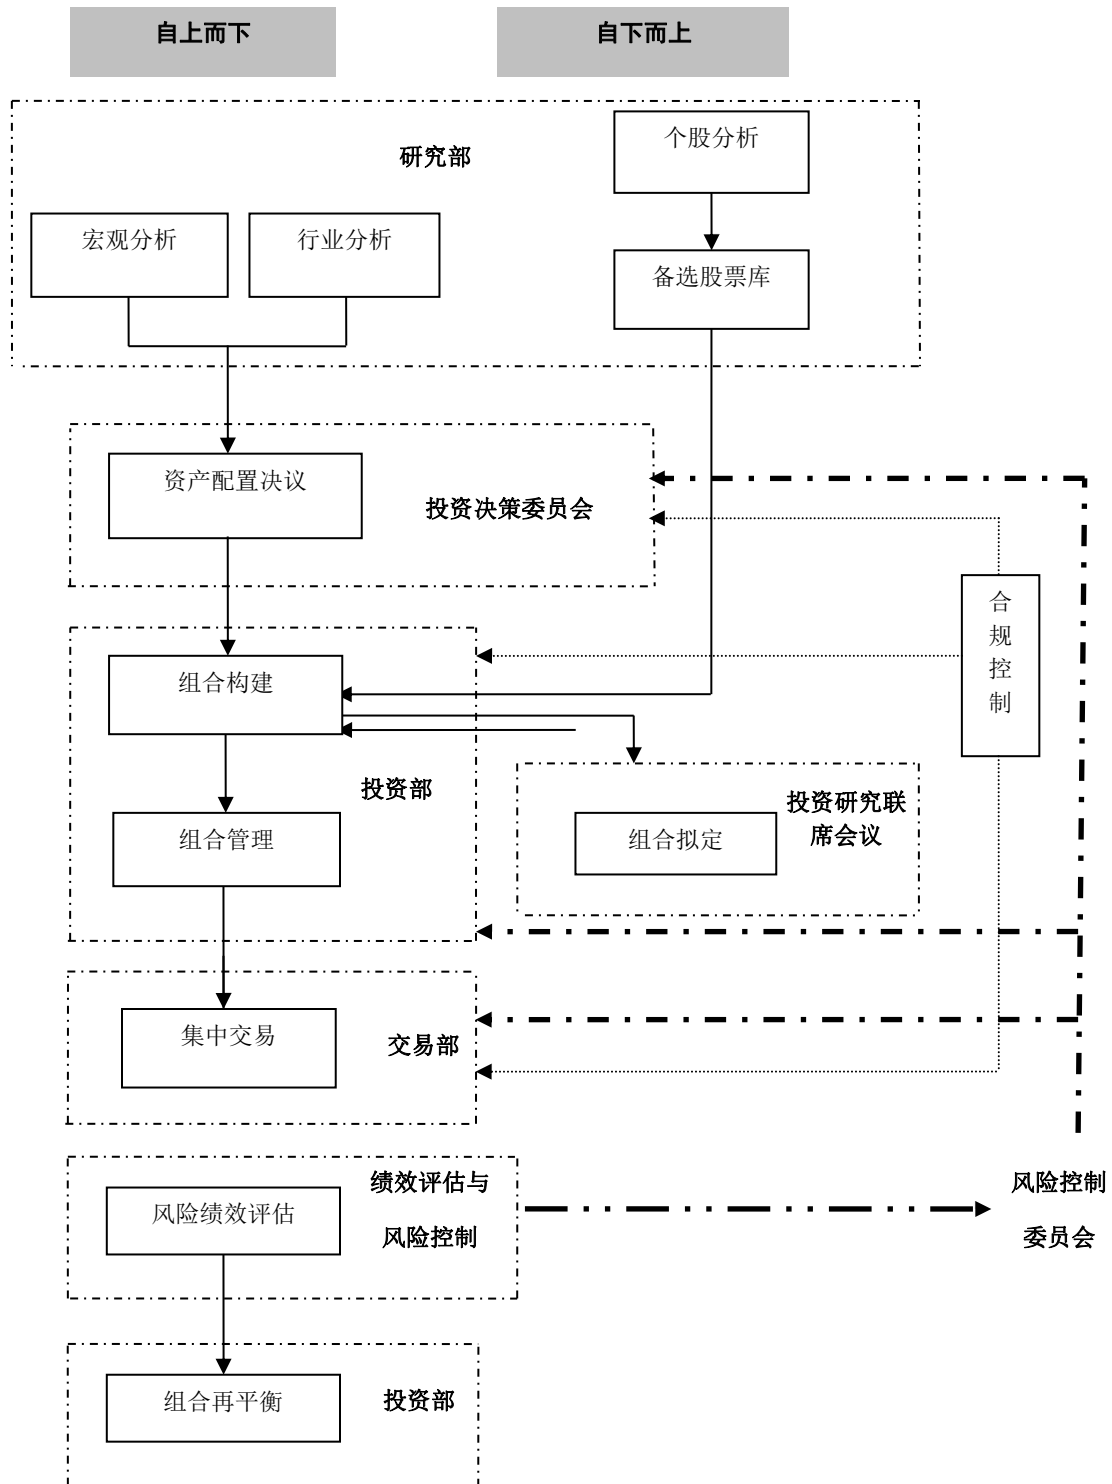 自上而下
自下而上
个股分析
研究部
宏观分析
行业分析
备选股票库
资产配置决议
投资决策委员会
合
规
控
制
组合构建
投资部
投资研究联
席会议
组合管理
组合拟定
集中交易
交易部
绩效评估与
风险控制
风险绩效评估
风险控制
委员会
组合再平衡
投资部